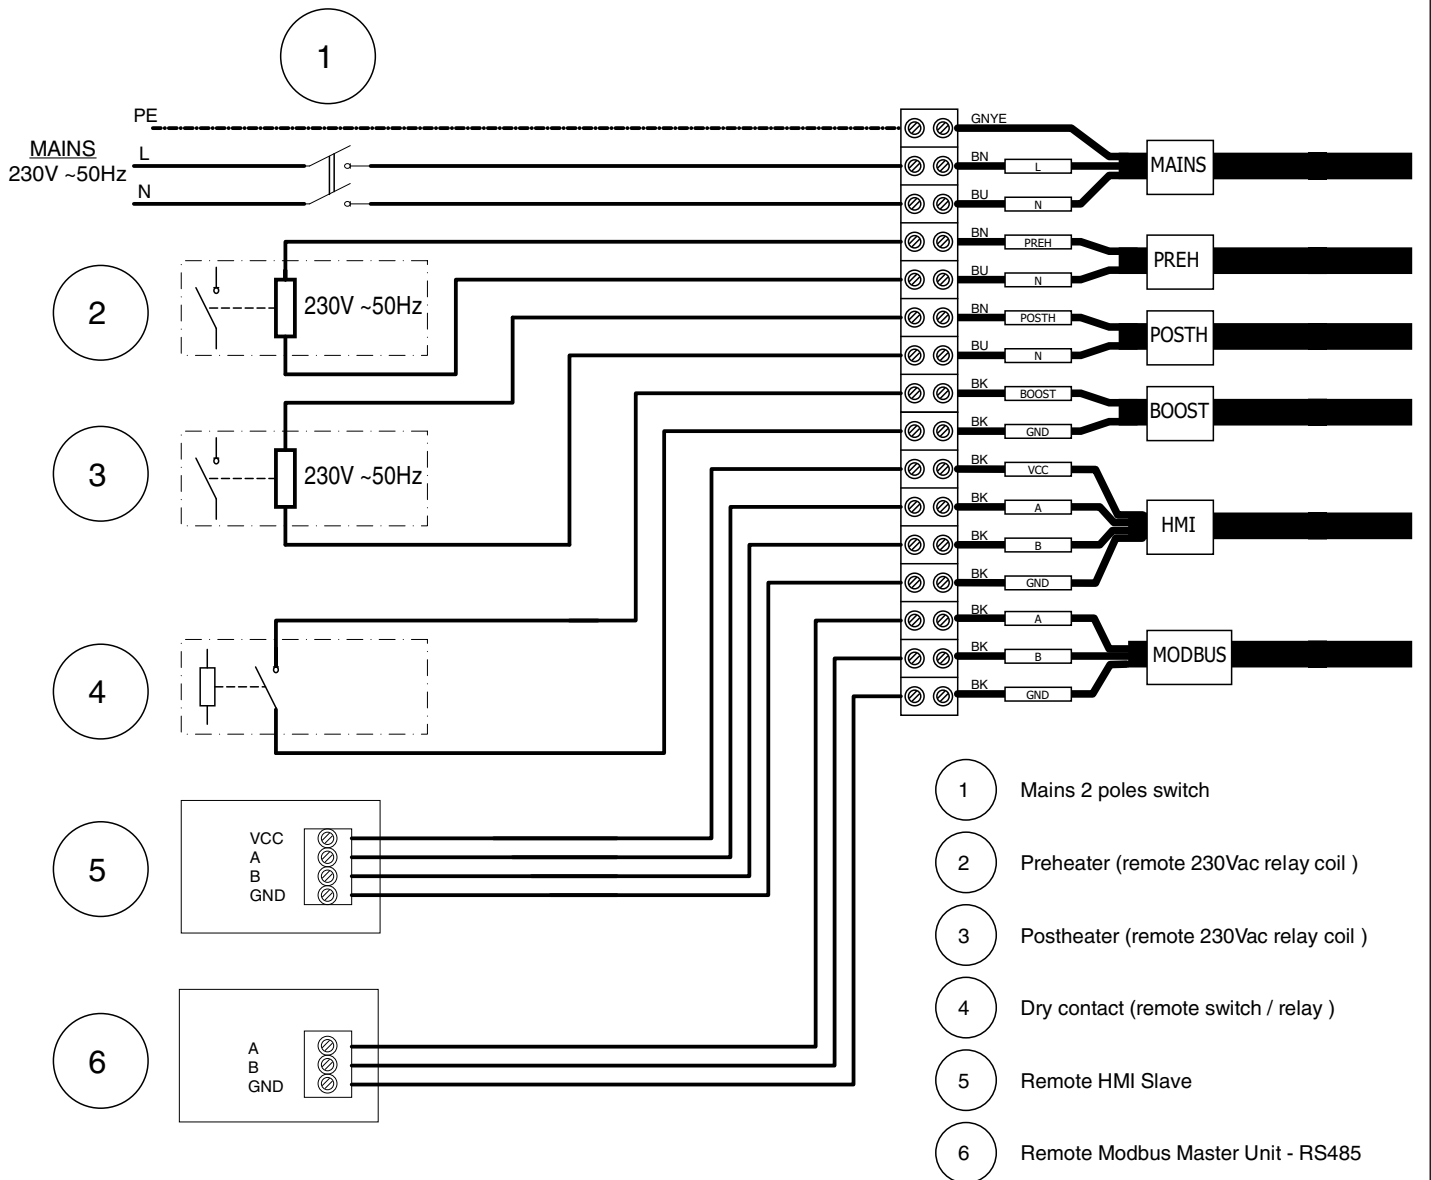 1
PE
MAINS
230V ~50Hz
L
N
GNYE
BN
L
BU
N
MAINS
BN
PREH
BU
N
PREH
BN
POSTH
BU
N
POSTH
BK
BOOST
BK
GND
BOOST
BK
VCC
BK
A
BK
B
BK
GND
HMI
BK
A
BK
B
BK
GND
MODBUS
2
230V ~50Hz
3
230V ~50Hz
4
5
VCC
A
B
GND
6
A
B
GND
1 Mains 2 poles switch
2 Preheater (remote 230Vac relay coil )
3 Postheater (remote 230Vac relay coil )
4 Dry contact (remote switch / relay )
5 Remote HMI Slave
6 Remote Modbus Master Unit - RS485